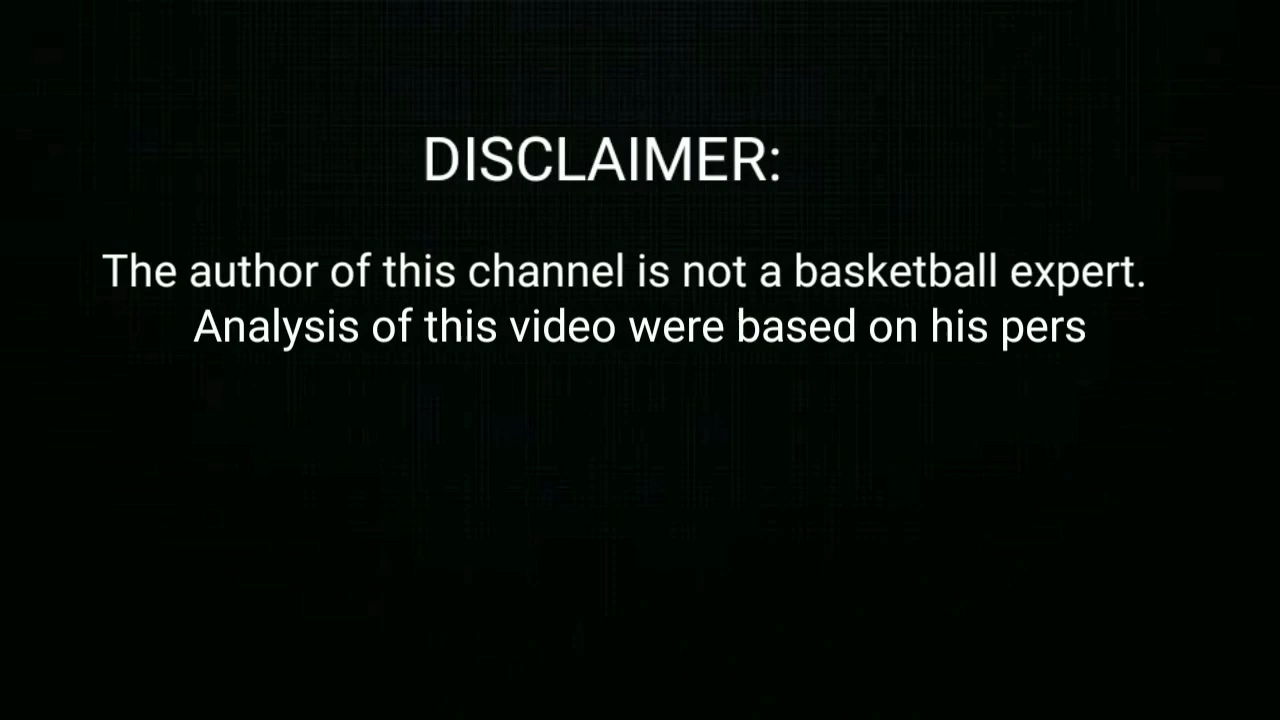 DISCLAIMER:
The author of this channel is not a basketball expert.
Analysis of this video were based on his pers